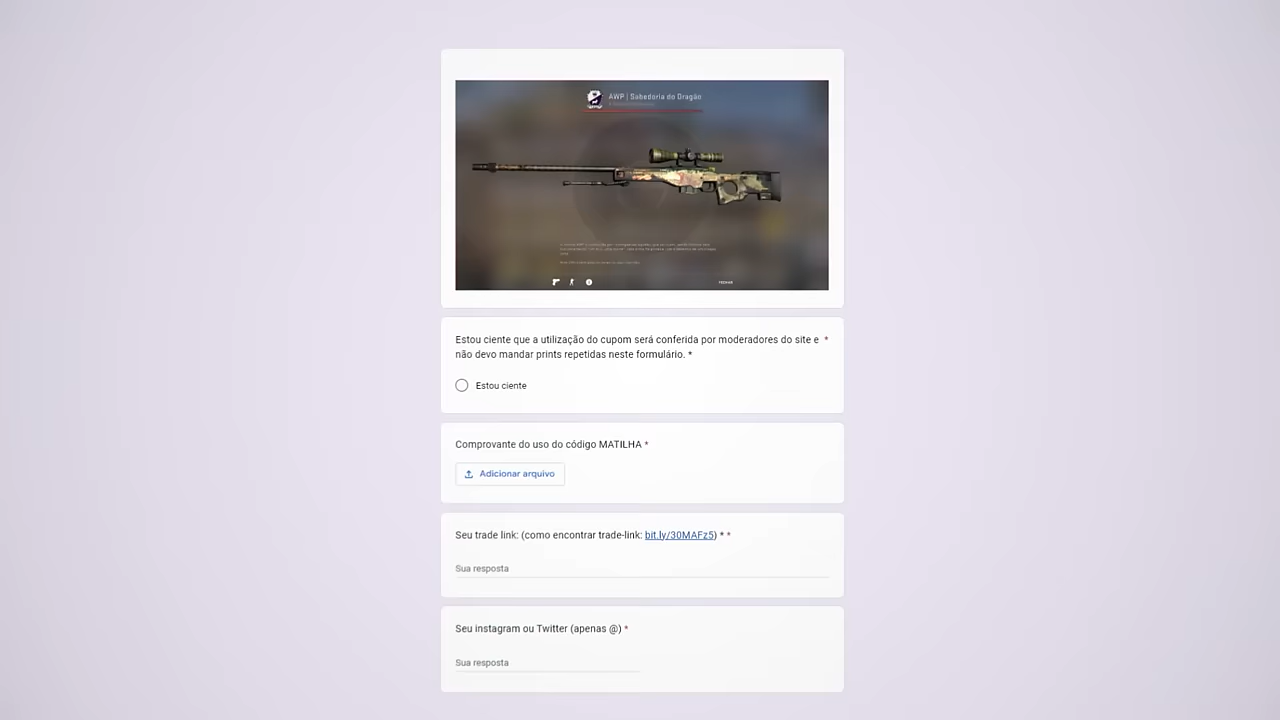 AWP | Sabedoria do Dragão
Estou ciente que a utilização do cupom será conferida por moderadores do site e *
não devo mandar prints repetidas neste formulário. *
Estou ciente
Comprovante do uso do código MATILHA *
Adicionar arquivo
Seu trade link: (como encontrar trade-link: bit.ly/30MAFz5) * *
Sua resposta
Seu instagram ou Twitter (apenas @) *
Sua resposta